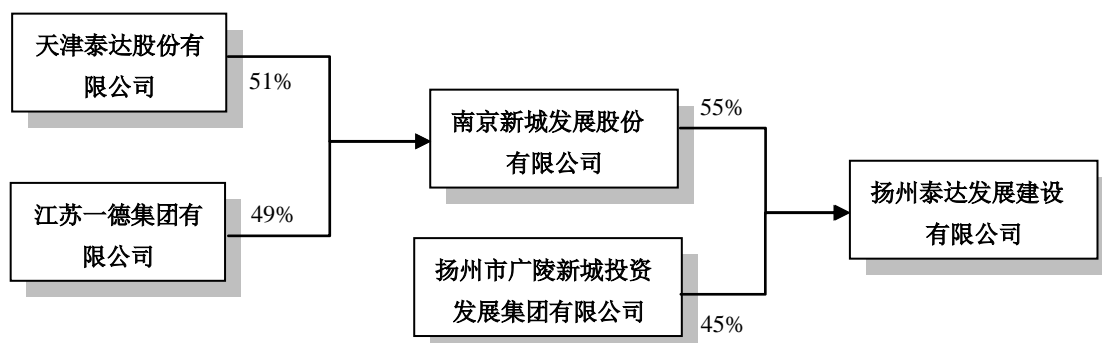 天津泰达股份有
限公司
51%
江苏一德集团有
限公司
49%
南京新城发展股份
有限公司
55%
扬州市广陵新城投资
发展集团有限公司
45%
扬州泰达发展建设
有限公司